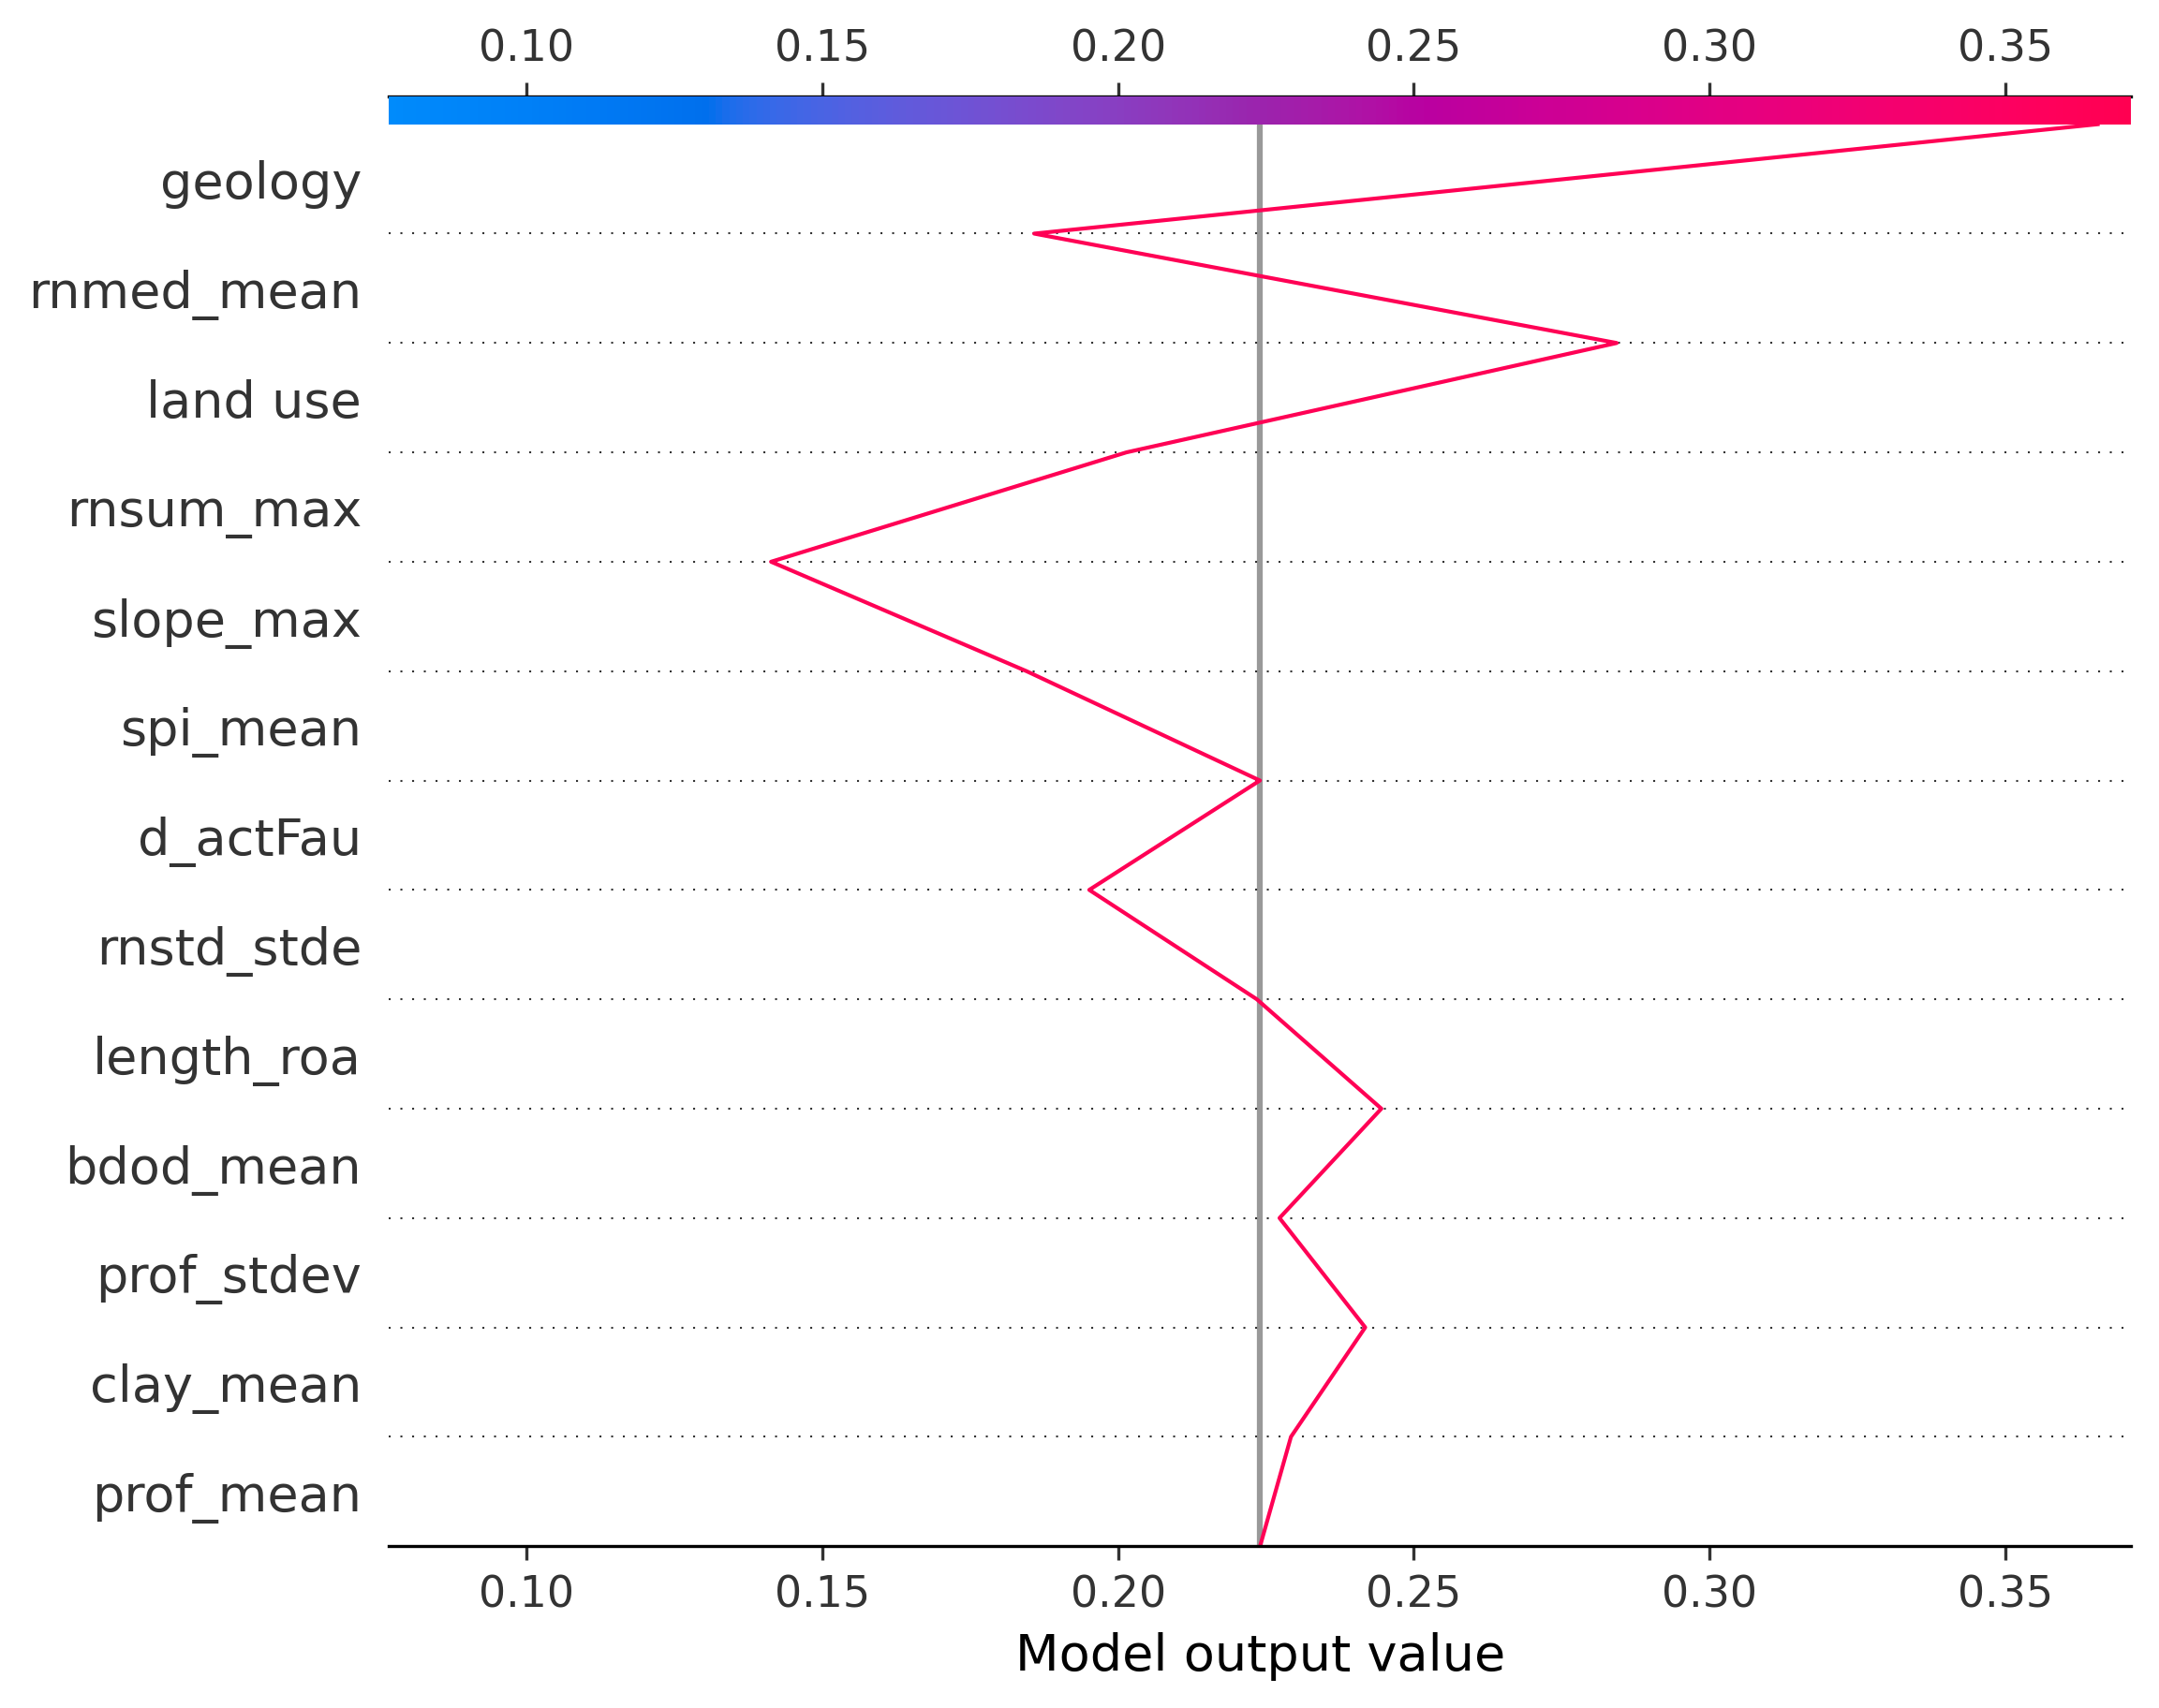 0.10 0.15 0.20 0.25 0.30 0.35
geology
rnmed_mean
land use
rnsum_max
slope_max
spi_mean
d_actFau
rnstd_stde
length_roa
bdod_mean
prof_stdev
clay_mean
prof_mean
0.10 0.15 0.20 0.25 0.30 0.35
Model output value